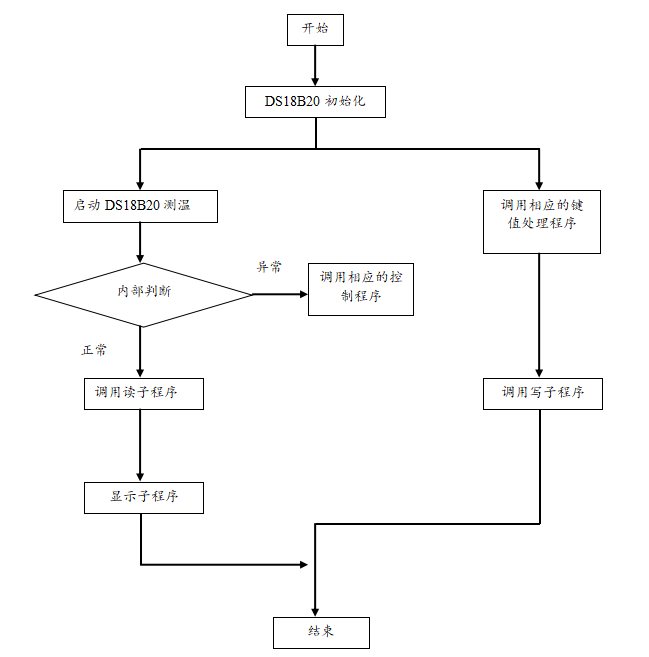 开始
DS18B20 初始化
启动 DS18B20 测温
调用相应的键
值处理程序
异常
内部判断
调用相应的控
制程序
正常
调用读子程序
调用写子程序
显示子程序
结束